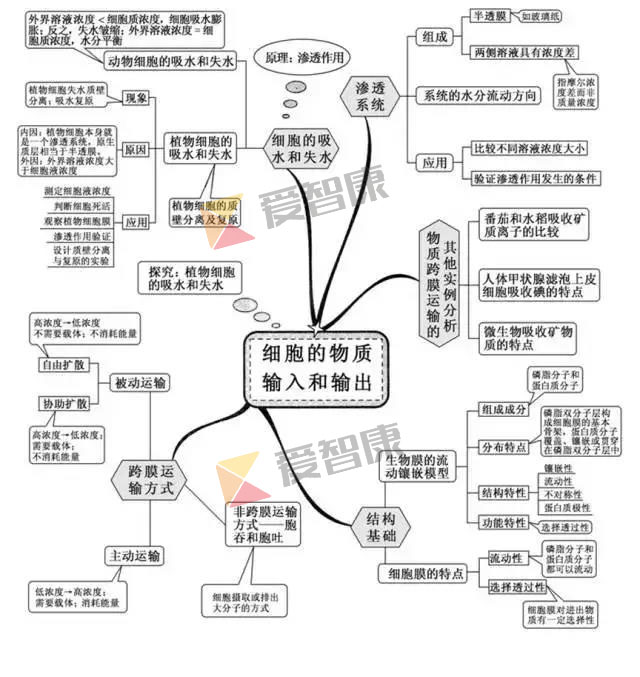 外界溶液浓度＜细胞质浓度，细胞吸水膨
胀；反之，失水皱缩；外界溶液浓度＝细
胞质浓度，水分平衡
动物细胞的吸水和失水
植物细胞失水质壁
分离；吸水复原
现象
内因：植物细胞本身就
是一个渗透系统，原生
质层相当于半透膜。
外因：外界溶液浓度大
于细胞液浓度
原因
植物细胞的
吸水和失水
测定细胞液浓度
判断细胞死活
观察植物细胞膜
渗透作用验证
设计质壁分离
与复原的实验
应用
植物细胞的质
壁分离及复原
原理：渗透作用
细胞的吸
水和失水
探究：植物细胞
的吸水和失水
渗透
系统
组成
半透膜
如玻璃纸
两侧溶液具有浓度差
指摩尔浓
度差而非
质量浓度
系统的水分流动方向
应用
比较不同溶液浓度大小
验证渗透作用发生的条件
物质跨膜运输的
其他实例分析
番茄和水稻吸收矿
质离子的比较
人体甲状腺滤泡上皮
细胞吸收碘的特点
微生物吸收矿物
质的特点
爱智康
细胞的物质
输入和输出
高浓度→低浓度
不需要载体；不消耗能量
自由扩散
被动运输
协助扩散
高浓度→低浓度；
需要载体；
不消耗能量
跨膜运
输方式
主动运输
低浓度→高浓度；
需要载体；消耗能量
非跨膜运输
方式——胞
吞和胞吐
细胞摄取或排出
大分子的方式
爱智康
结构
基础
生物膜的流
动镶嵌模型
组成成分
磷脂分子和
蛋白质分子
分布特点
磷脂双分子层构
成细胞膜的基本
骨架，蛋白质分子
覆盖、镶嵌或贯穿
在磷脂双分子层中
结构特性
镶嵌性
流动性
不对称性
蛋白质极性
功能特性
选择透过性
细胞膜的特点
流动性
磷脂分子和
蛋白质分子
都可以流动
选择透过性
细胞膜对进出物
质有一定选择性